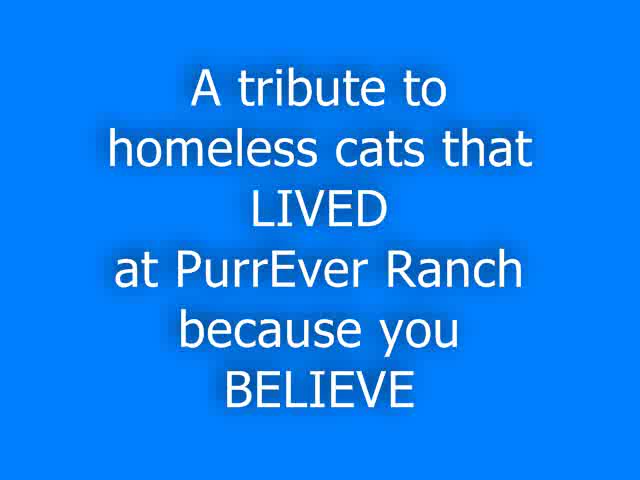 A tribute to
homeless cats that
LIVED
at PurrEver Ranch
because you
BELIEVE